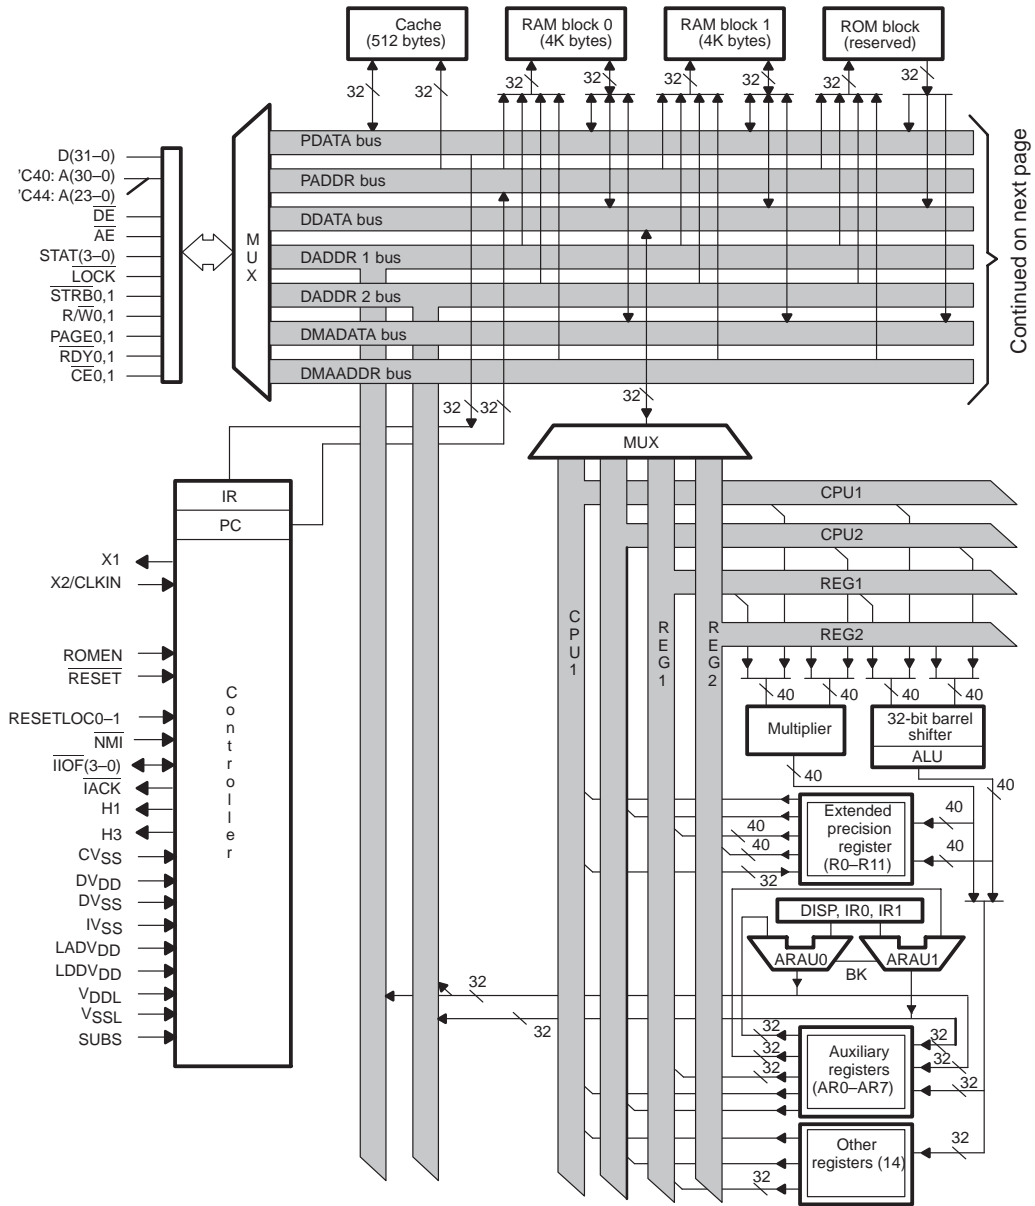 Cache
(512 bytes)
RAM block 0
(4K bytes)
RAM block 1
(4K bytes)
ROM block
(reserved)
32
32
32
32
32
32
32
32
PDATA bus
PADDR bus
DDATA bus
DADDR 1 bus
DADDR 2 bus
DMADATA bus
DMAADDR bus
MUX
Continued on next page
D(31–0)
'C40: A(30–0)
'C44: A(23–0)
DE
AE
STAT(3–0)
LOCK
STRB0,1
R/W0,1
PAGE0,1
RDY0,1
CE0,1
32
32
32
MUX
IR
PC
Controller
X1
X2/CLKIN
ROMEN
RESET
RESETLOC0–1
NMI
IIOF(3–0)
IACK
H1
H3
CVSS
DVDD
DVSS
IVSS
LADVDD
LDDVDD
VDDL
VSSL
SUBS
CPU1
CPU2
REG1
REG2
CPU1
REG1
REG2
40
40
40
40
Multiplier
32-bit barrel
shifter
ALU
40
40
Extended
precision
register
(R0–R11)
40
40
40
40
32
DISP, IR0, IR1
ARAU0
ARAU1
BK
32
32
32
32
32
Auxiliary
registers
(AR0–AR7)
32
32
32
Other
registers (14)
32
32